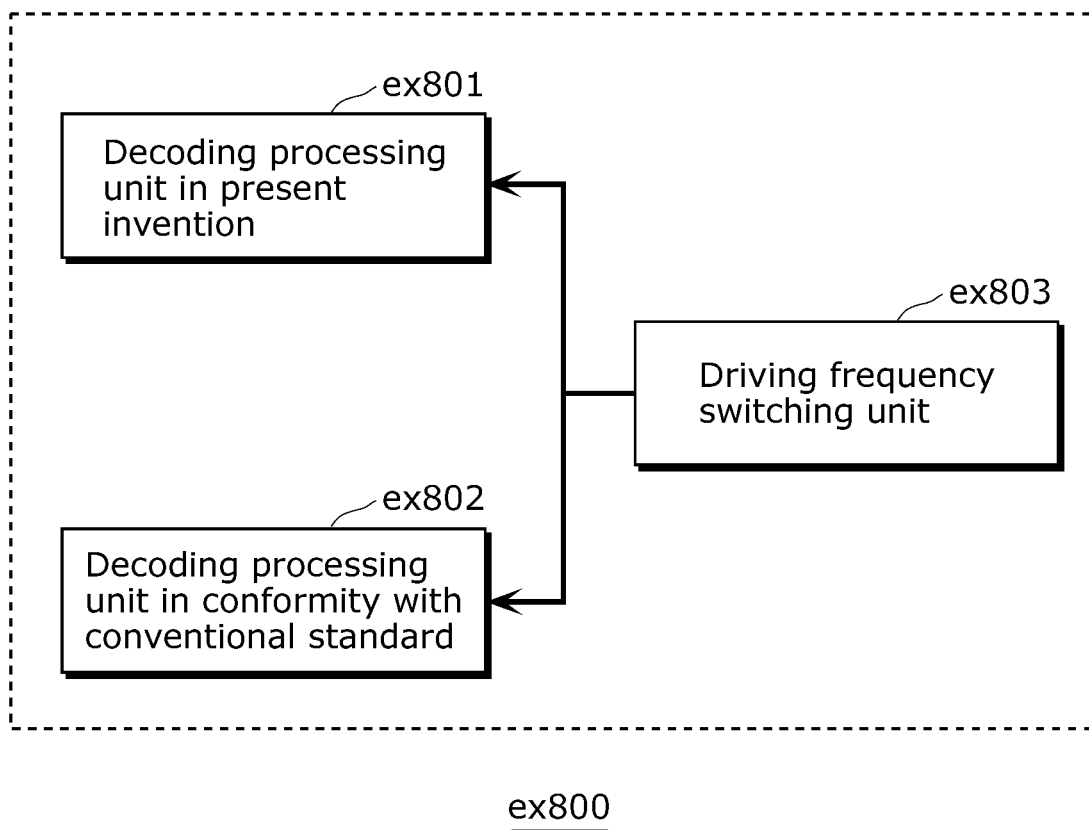 ex801
Decoding processing
unit in present
invention
ex803
Driving frequency
switching unit
ex802
Decoding processing
unit in conformity with
conventional standard
ex800